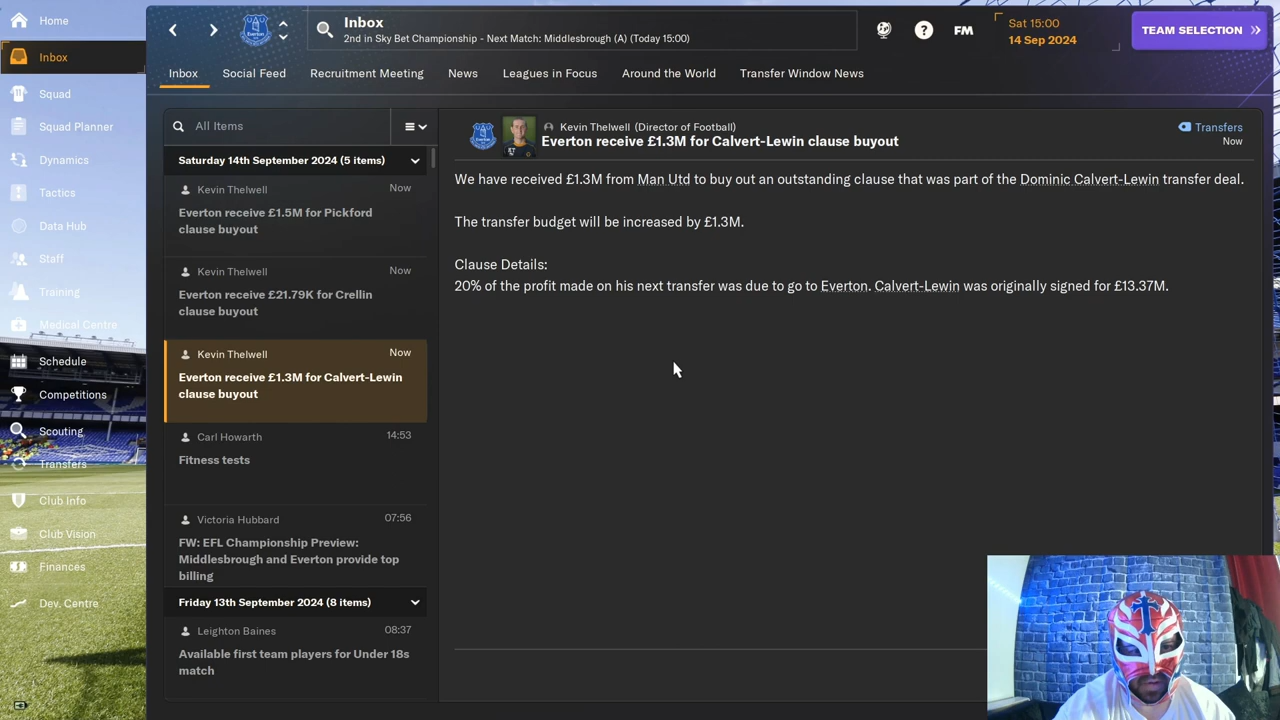 Home
Inbox
Squad
Squad Planner
Dynamics
Tactics
Data Hub
Staff
Training
Medical Centre
Schedule
Competitions
Scouting
Transfers
Club Info
Club Vision
Finances
Dev. Centre
Everton
Inbox
2nd in Sky Bet Championship - Next Match: Middlesbrough (A) (Today 15:00)
?
FM
Sat 15:00
14 Sep 2024
TEAM SELECTION
Inbox
Social Feed
Recruitment Meeting
News
Leagues in Focus
Around the World
Transfer Window News
All Items
Saturday 14th September 2024 (5 items)
Kevin Thelwell
Now
Everton receive £1.5M for Pickford
clause buyout
Kevin Thelwell
Now
Everton receive £21.79K for Crellin
clause buyout
Kevin Thelwell
Now
Everton receive £1.3M for Calvert-Lewin
clause buyout
Carl Howarth
14:53
Fitness tests
Victoria Hubbard
07:56
FW: EFL Championship Preview:
Middlesbrough and Everton provide top
billing
Friday 13th September 2024 (8 items)
Leighton Baines
08:37
Available first team players for Under 18s
match
Kevin Thelwell (Director of Football)
Everton receive £1.3M for Calvert-Lewin clause buyout
Transfers
Now
We have received £1.3M from Man Utd to buy out an outstanding clause that was part of the Dominic Calvert-Lewin transfer deal.
The transfer budget will be increased by £1.3M.
Clause Details:
20% of the profit made on his next transfer was due to go to Everton. Calvert-Lewin was originally signed for £13.37M.